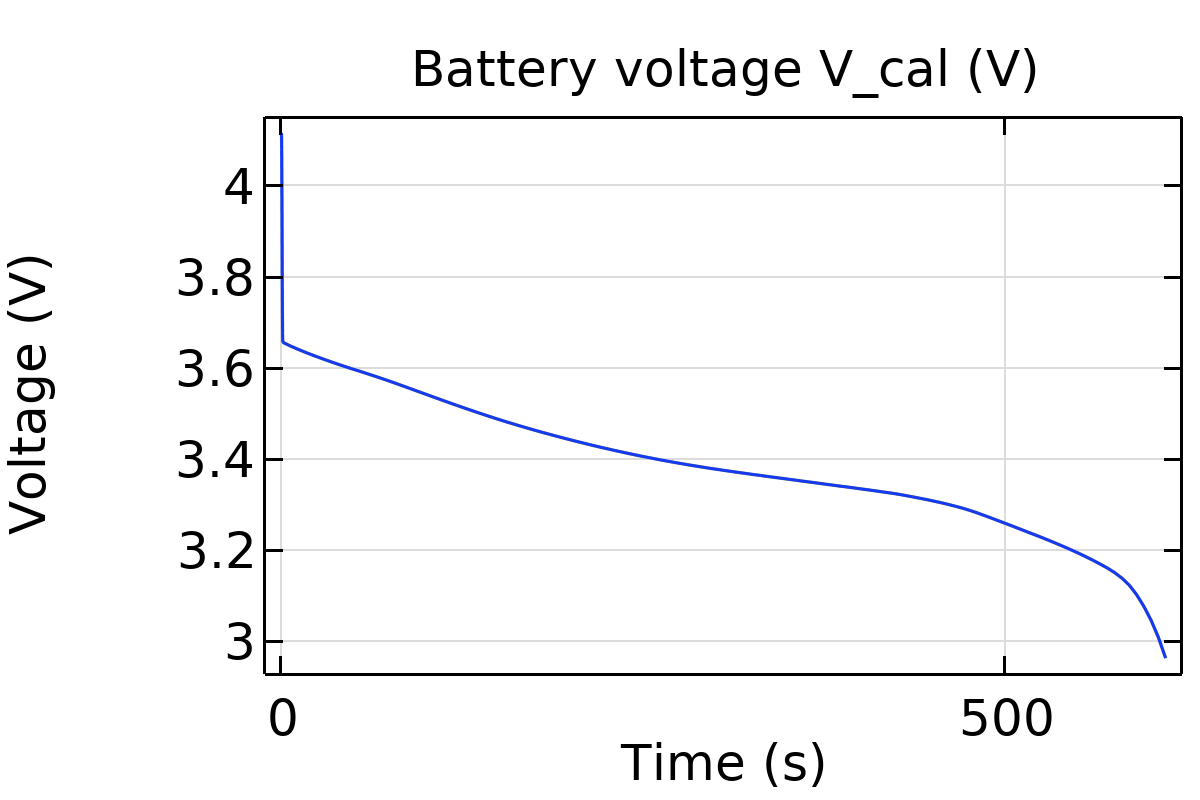 Battery voltage V_cal (V)
Voltage (V)
4
3.8
3.6
3.4
3.2
3
0
500
Time (s)